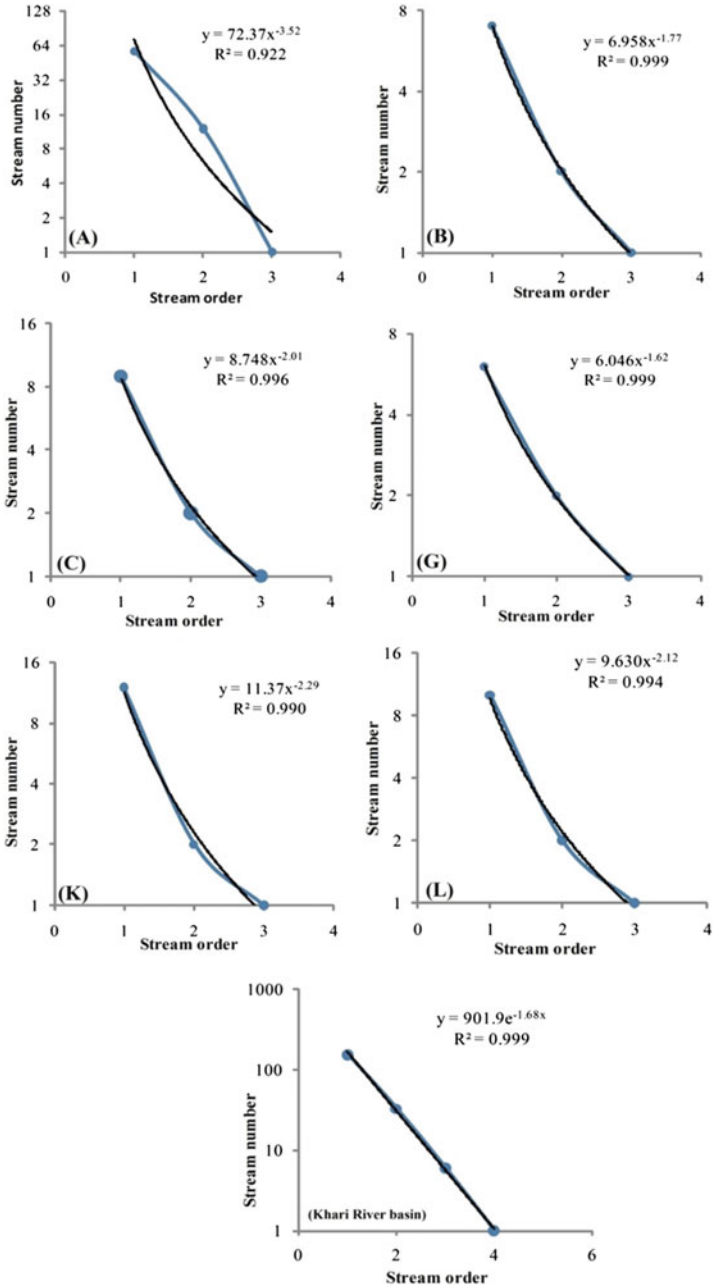 128
64
32
16
8
4
2
1
Stream number
y = 72.37x^-3.52
R² = 0.922
(A)
0 1 2 3 4
Stream order
8
4
2
1
Stream number
y = 6.958x^-1.77
R² = 0.999
(B)
0 1 2 3 4
Stream order
16
8
4
2
1
Stream number
y = 8.748x^-2.01
R² = 0.996
(C)
0 1 2 3 4
Stream order
8
4
2
1
Stream number
y = 6.046x^-1.62
R² = 0.999
(G)
0 1 2 3 4
Stream order
16
8
4
2
1
Stream number
y = 11.37x^-2.29
R² = 0.990
(K)
0 1 2 3 4
Stream order
16
8
4
2
1
Stream number
y = 9.630x^-2.12
R² = 0.994
(L)
0 1 2 3 4
Stream order
1000
100
10
1
Stream number
y = 901.9e^-1.68x
R² = 0.999
(Khari River basin)
0 2 4 6
Stream order